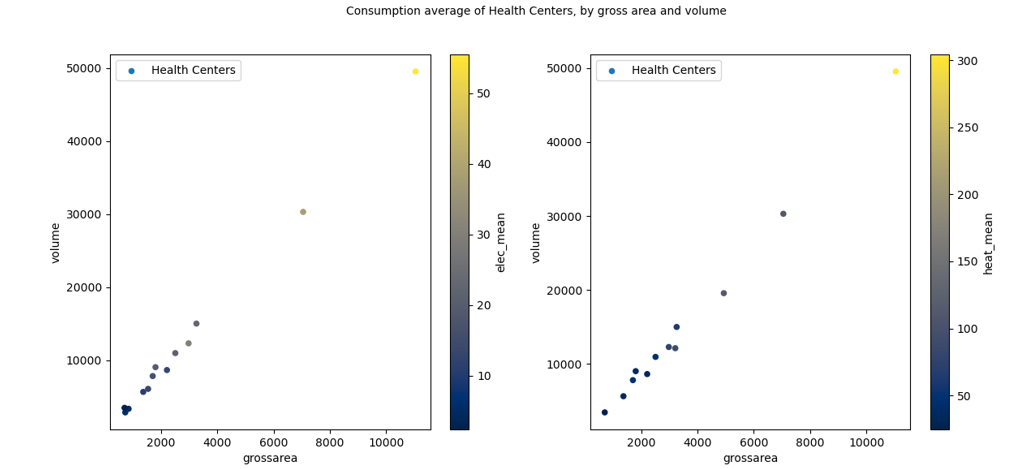 Consumption average of Health Centers, by gross area and volume
Health Centers
50000
40000
30000
20000
10000
volume
2000 4000 6000 8000 10000
grossarea
50
40
30
20
10
elec_mean
Health Centers
50000
40000
30000
20000
10000
volume
2000 4000 6000 8000 10000
grossarea
300
250
200
150
100
50
heat_mean